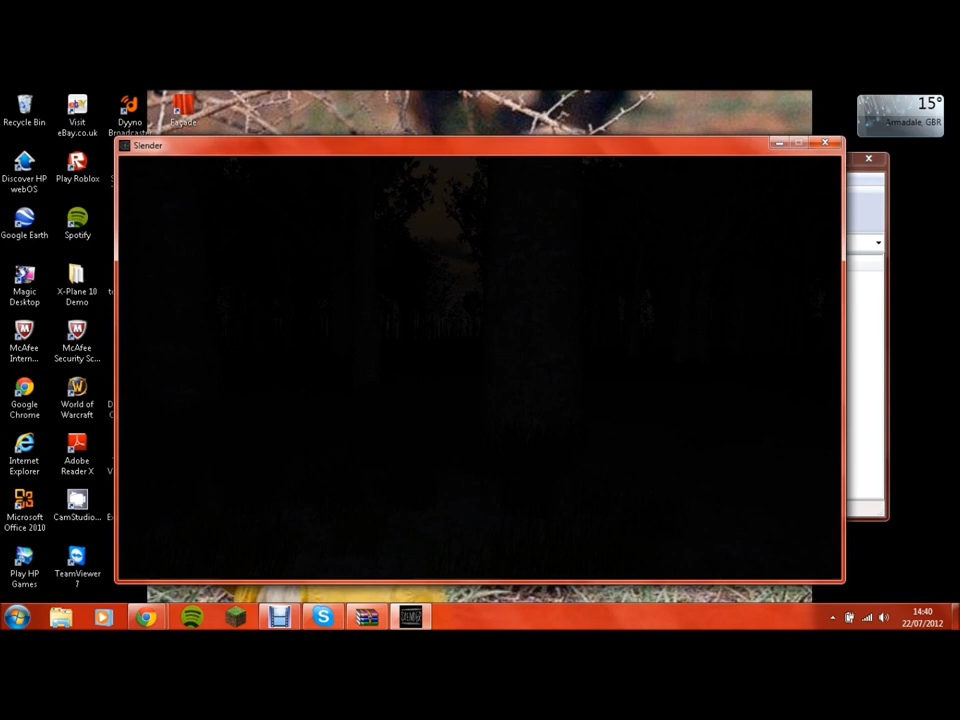 15°
Armadale, GBR
Recycle Bin
Visit
eBay.co.uk
Dyyno
Broadcaster
Façade
Slender
Discover HP
webOS
Play Roblox
Google Earth
Spotify
Magic
Desktop
X-Plane 10
Demo
McAfee
Intern...
McAfee
Security Sc...
Google
Chrome
World of
Warcraft
Internet
Explorer
Adobe
Reader X
Microsoft
Office 2010
CamStudio...
Play HP
Games
TeamViewer
7
SLENDER
14:40
22/07/2012